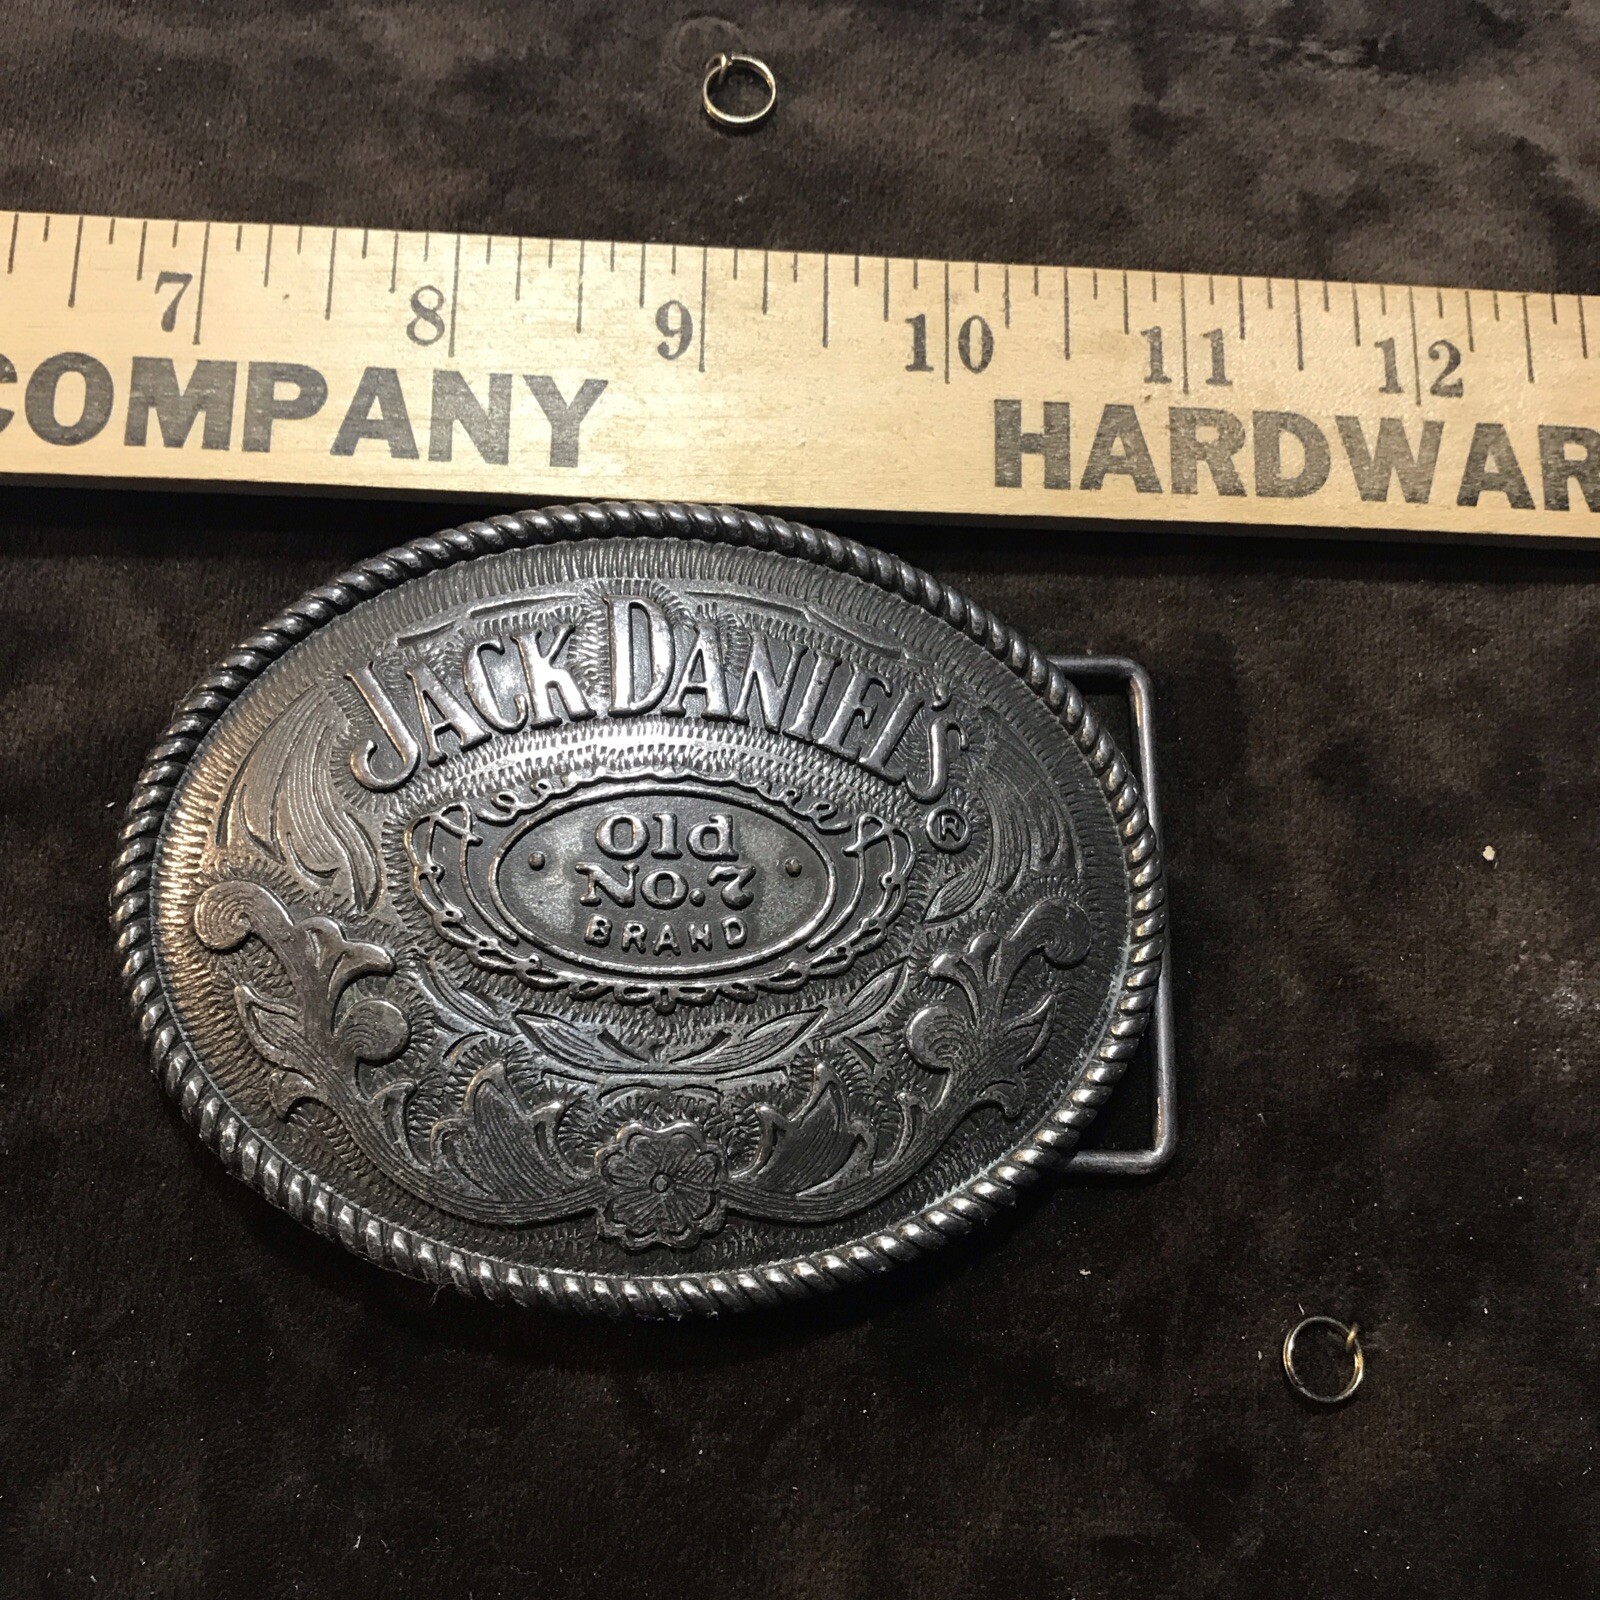 7 8 9 10 11 12
COMPANY HARDWAR
JACK DANIEL'S
®
Old
No.7
BRAND